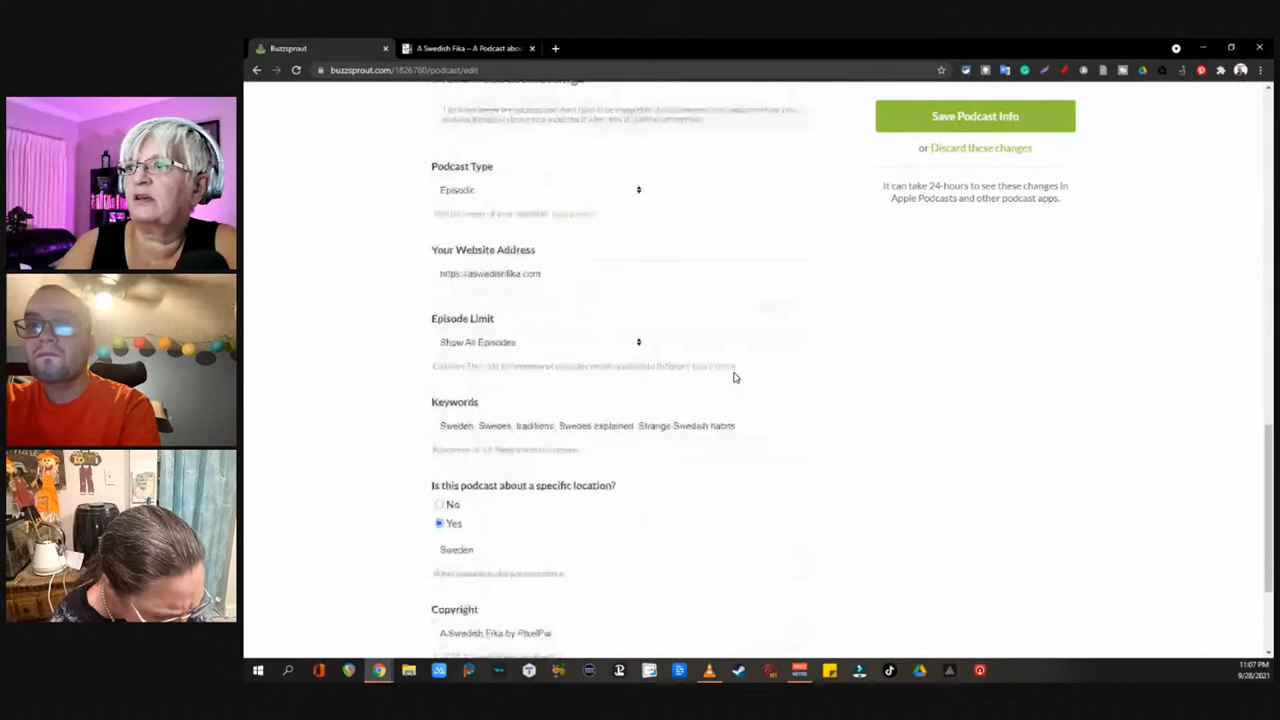 Buzzsprout
A Swedish Fika – A Podcast abou
buzzsprout.com/1826780/podcast/edit
Save Podcast Info
or Discard these changes
It can take 24-hours to see these changes in
Apple Podcasts and other podcast apps.
Podcast Type
Episodic
Your Website Address
https://aswedishfika.com
Episode Limit
Show All Episodes
Keywords
Sweden, Swedes, traditions, Swedes explained, Strange Swedish habits
Is this podcast about a specific location?
No
Yes
Sweden
Copyright
A Swedish Fika by PixelPia
11:07 PM
9/28/2021